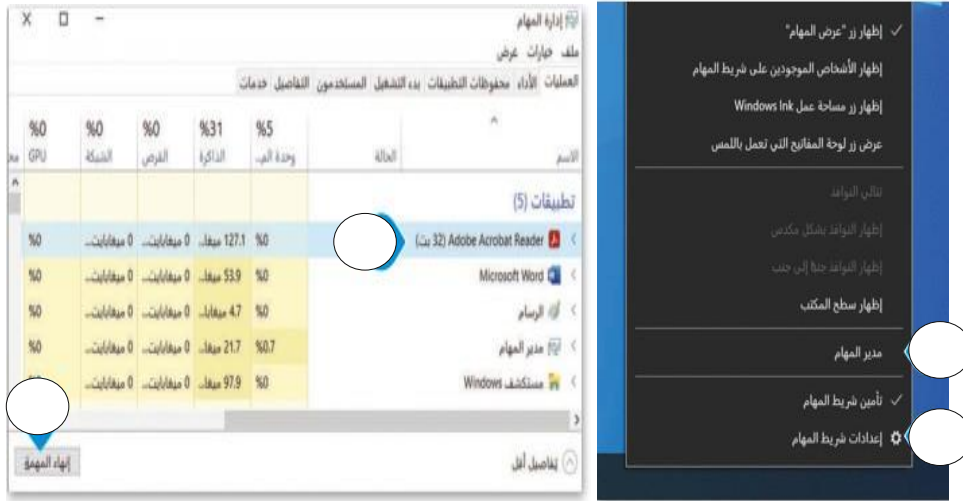 إظهار زر "عرض المهام"
إظهار الأشخاص الموجودين على شريط المهام
إظهار زر مساحة عمل Windows Ink
عرض زر لوحة المفاتيح التي تعمل باللمس
تتالي النوافذ
إظهار النوافذ بشكل مكدس
إظهار النوافذ جنبًا إلى جنب
إظهار سطح المكتب
مدير المهام
تأمين شريط المهام
إعدادات شريط المهام
إدارة المهام
ملف خيارات عرض
العمليات الأداء محفوظات التطبيقات بدء التشغيل المستخدمون التفاصيل خدمات
%5 %31 %0 %0 %0
الاسم الحالة وحدة الم... الذاكرة القرص الشبكة GPU
تطبيقات (5)
Adobe Acrobat Reader (32 بت) %0 127.1 ميغا... 0 ميغابايت... 0 ميغابايت... %0
Microsoft Word %0 53.9 ميغا... 0 ميغابايت... 0 ميغابايت... %0
الرسام %0 4.7 ميغابا... 0 ميغابايت... 0 ميغابايت... %0
مدير المهام %0.7 21.7 ميغا... 0 ميغابايت... 0 ميغابايت... %0
مستكشف Windows %0 97.9 ميغا... 0 ميغابايت... 0 ميغابايت... %0
تفاصيل أقل
إنهاء المهمة